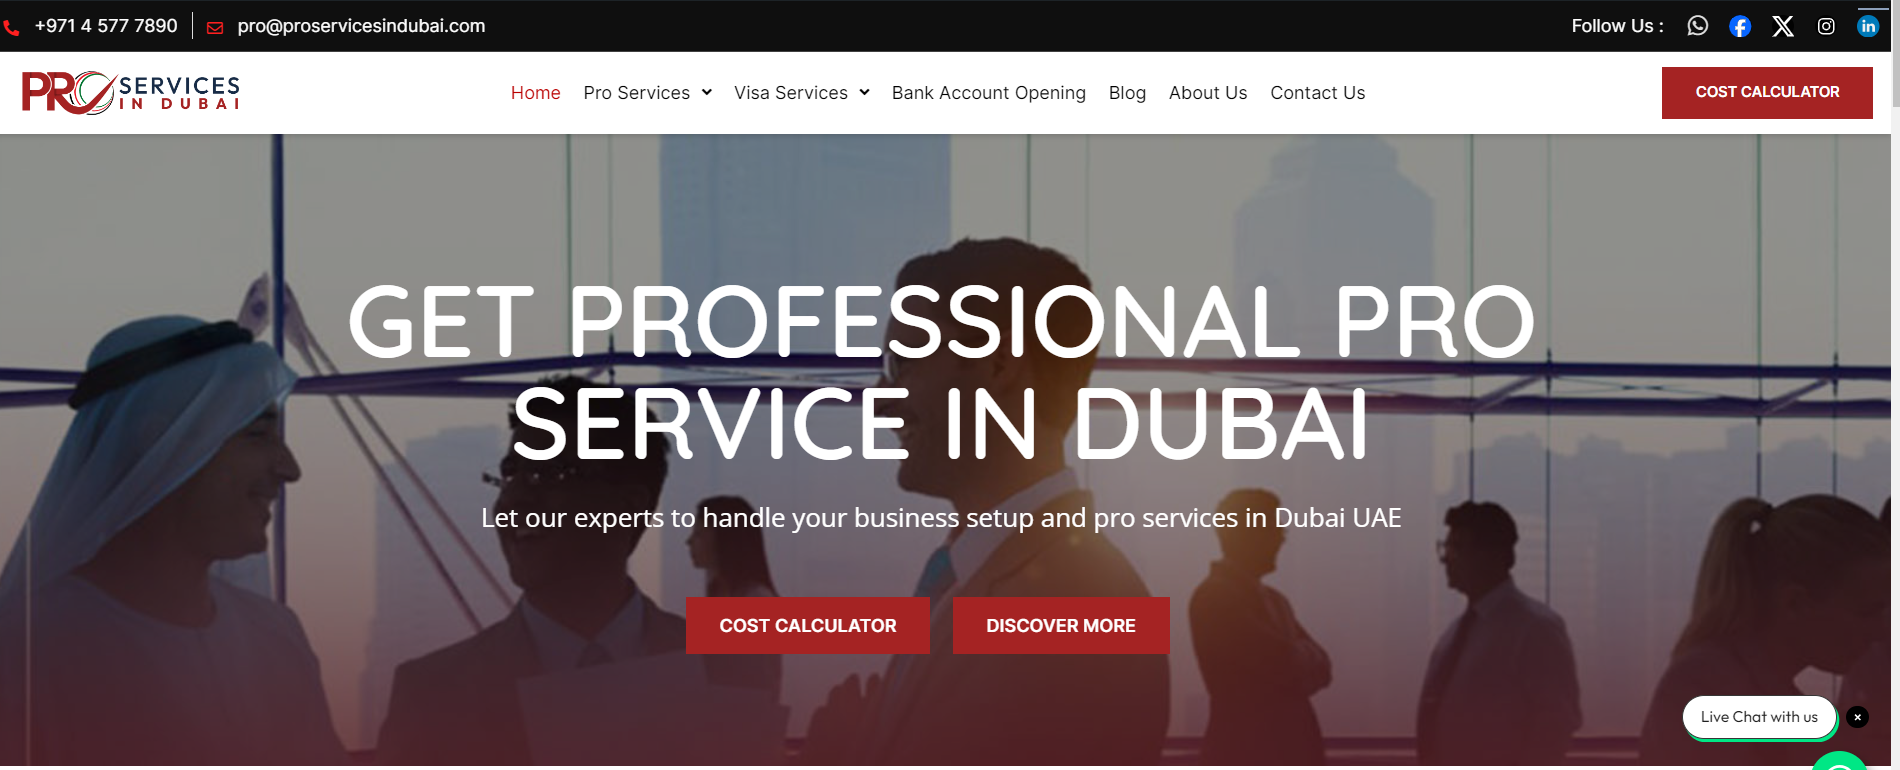 +971 4 577 7890
pro@proservicesindubai.com
Follow Us :
PRO SERVICES
IN DUBAI
Home
Pro Services
Visa Services
Bank Account Opening
Blog
About Us
Contact Us
COST CALCULATOR
GET PROFESSIONAL PRO
SERVICE IN DUBAI
Let our experts to handle your business setup and pro services in Dubai UAE
COST CALCULATOR
DISCOVER MORE
Live Chat with us